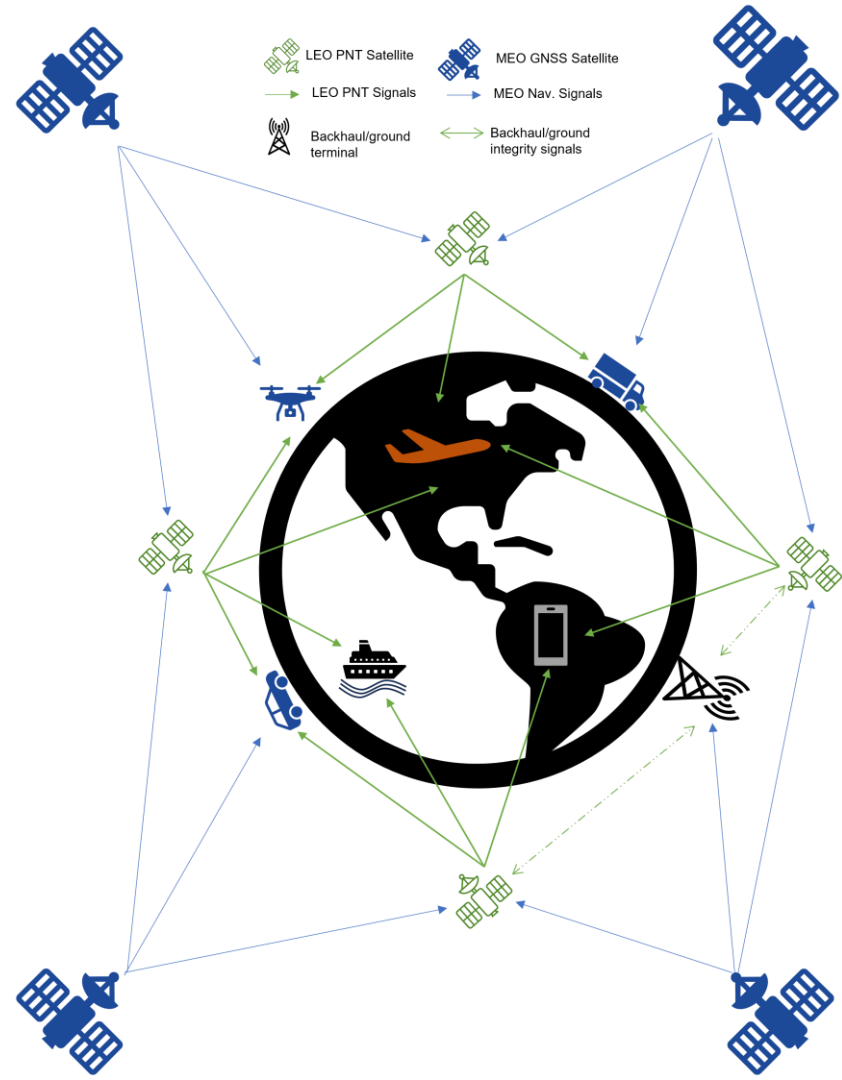 LEO PNT Satellite
MEO GNSS Satellite
LEO PNT Signals
MEO Nav. Signals
Backhaul/ground
terminal
Backhaul/ground
integrity signals